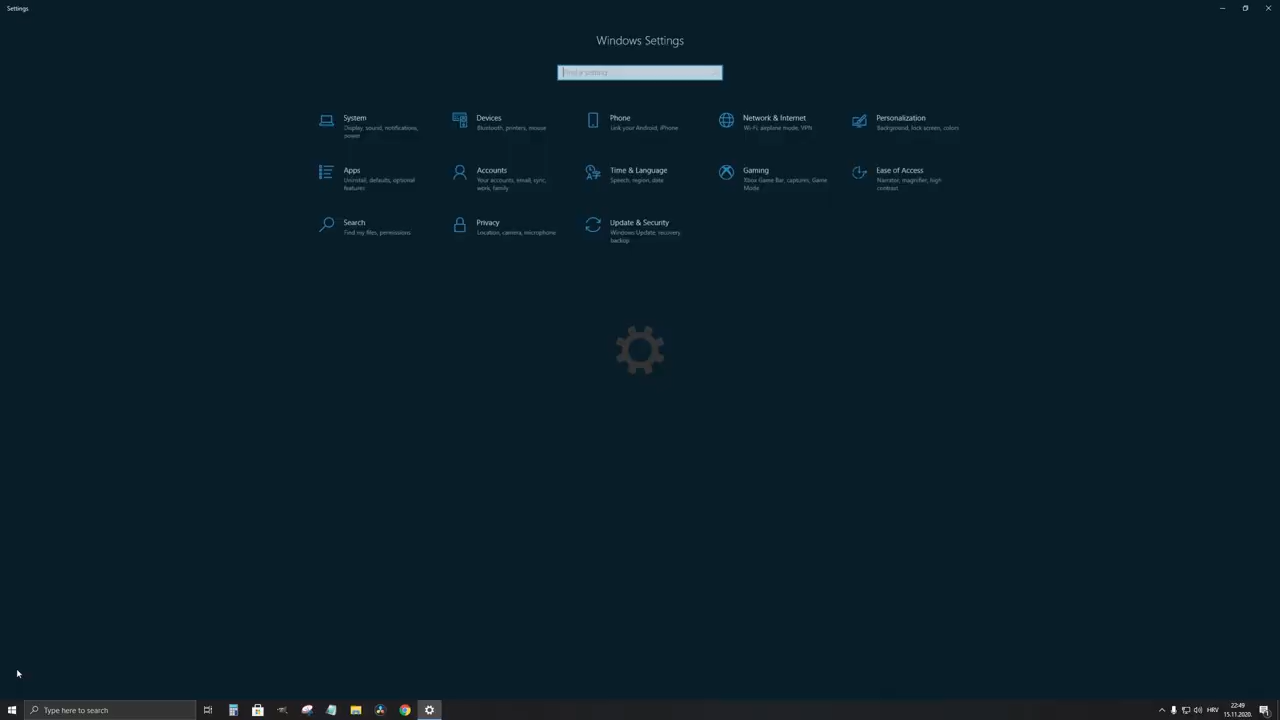 Settings
Windows Settings
Find a setting
System
Display, sound, notifications,
power
Devices
Bluetooth, printers, mouse
Phone
Link your Android, iPhone
Network & Internet
Wi-Fi, airplane mode, VPN
Personalization
Background, lock screen, colors
Apps
Uninstall, defaults, optional
features
Accounts
Your accounts, email, sync,
work, family
Time & Language
Speech, region, date
Gaming
Xbox Game Bar, captures, Game
Mode
Ease of Access
Narrator, magnifier, high
contrast
Search
Find my files, permissions
Privacy
Location, camera, microphone
Update & Security
Windows Update, recovery,
backup
Type here to search
HRV
22:49
15.11.2020.